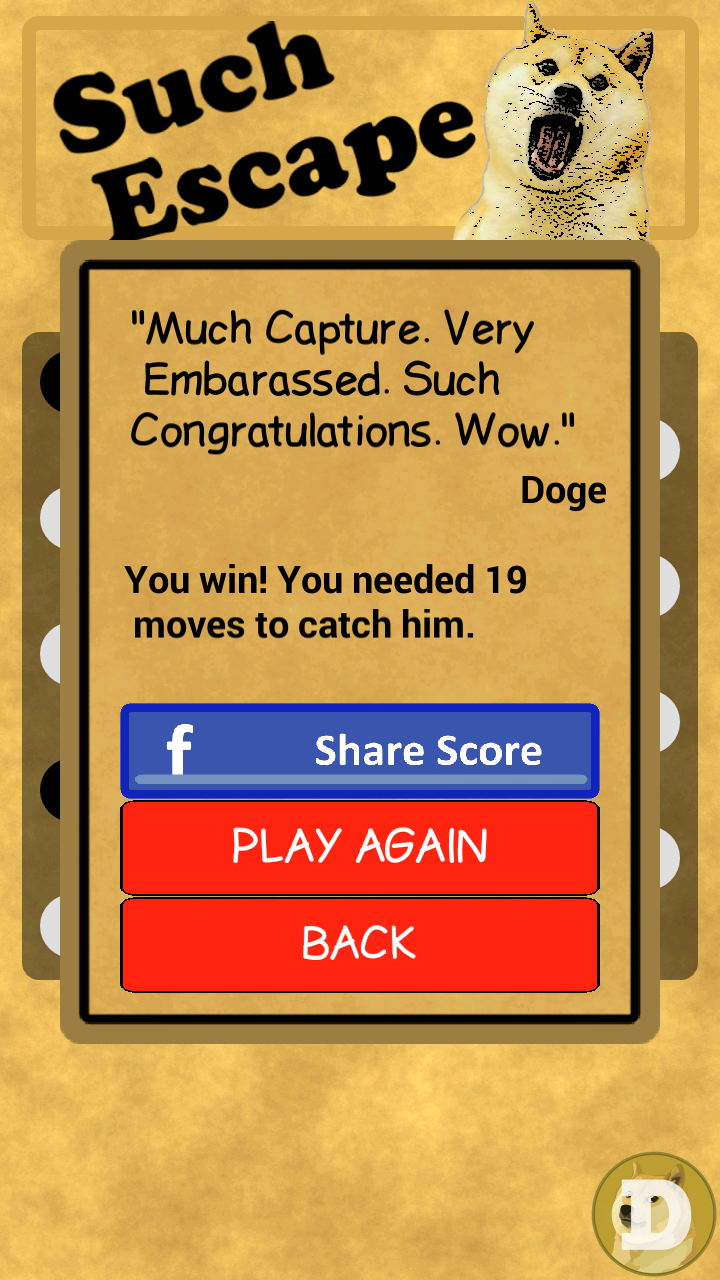 Such
Escape
"Much Capture. Very
Embarassed. Such
Congratulations. Wow."
Doge
You win! You needed 19
moves to catch him.
f Share Score
PLAY AGAIN
BACK
D